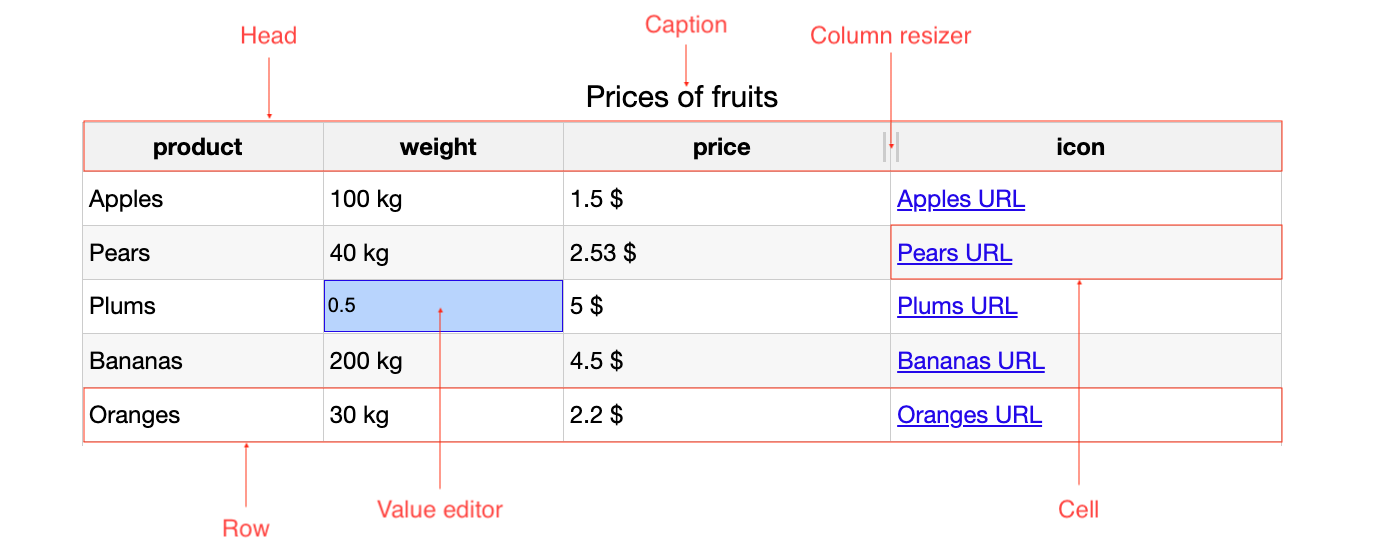 Caption
Head
Column resizer
Prices of fruits
product weight price icon
Apples 100 kg 1.5 $ Apples URL
Pears 40 kg 2.53 $ Pears URL
Plums 0.5 5 $ Plums URL
Bananas 200 kg 4.5 $ Bananas URL
Oranges 30 kg 2.2 $ Oranges URL
Value editor
Cell
Row